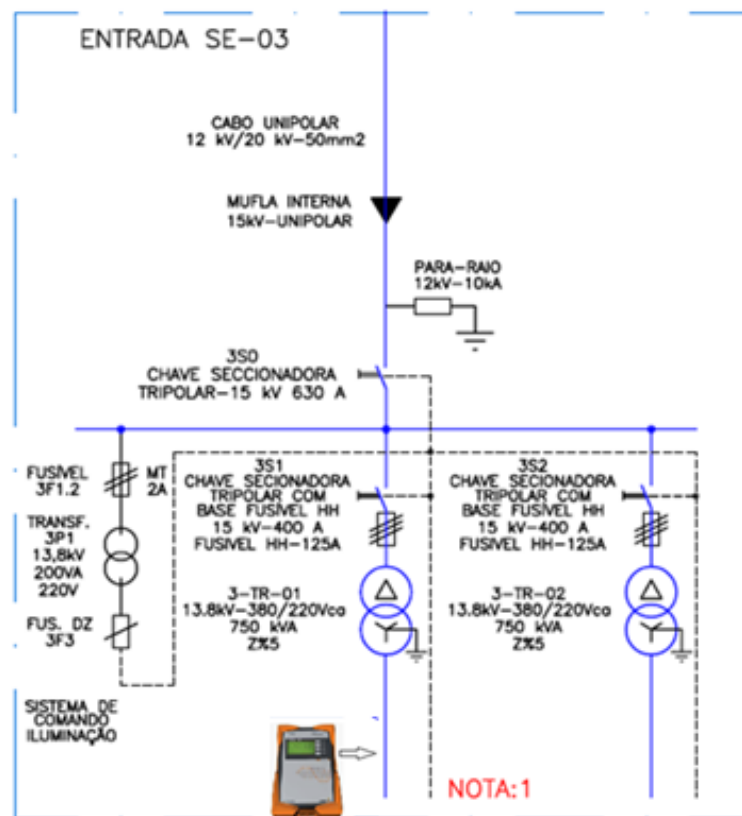 ENTRADA SE-03
CABO UNIPOLAR
12 kV/20 kV-50mm2
MUFLA INTERNA
15kV-UNIPOLAR
PARA-RAIO
12kV-10kA
3S0
CHAVE SECCIONADORA
TRIPOLAR-15 kV 630 A
FUSIVEL
3F1.2
MT
2A
TRANSF.
3P1
13,8kV
200VA
220V
FUS. DZ
3F3
SISTEMA DE
COMANDO
ILUMINAÇÃO
3S1
CHAVE SECIONADORA
TRIPOLAR COM
BASE FUSÍVEL HH
15 kV-400 A
FUSIVEL HH-125A
3-TR-01
13.8kV-380/220Vca
750 kVA
Z%5
3S2
CHAVE SECIONADORA
TRIPOLAR COM
BASE FUSÍVEL HH
15 kV-400 A
FUSIVEL HH-125A
3-TR-02
13.8kV-380/220Vca
750 kVA
Z%5
NOTA:1